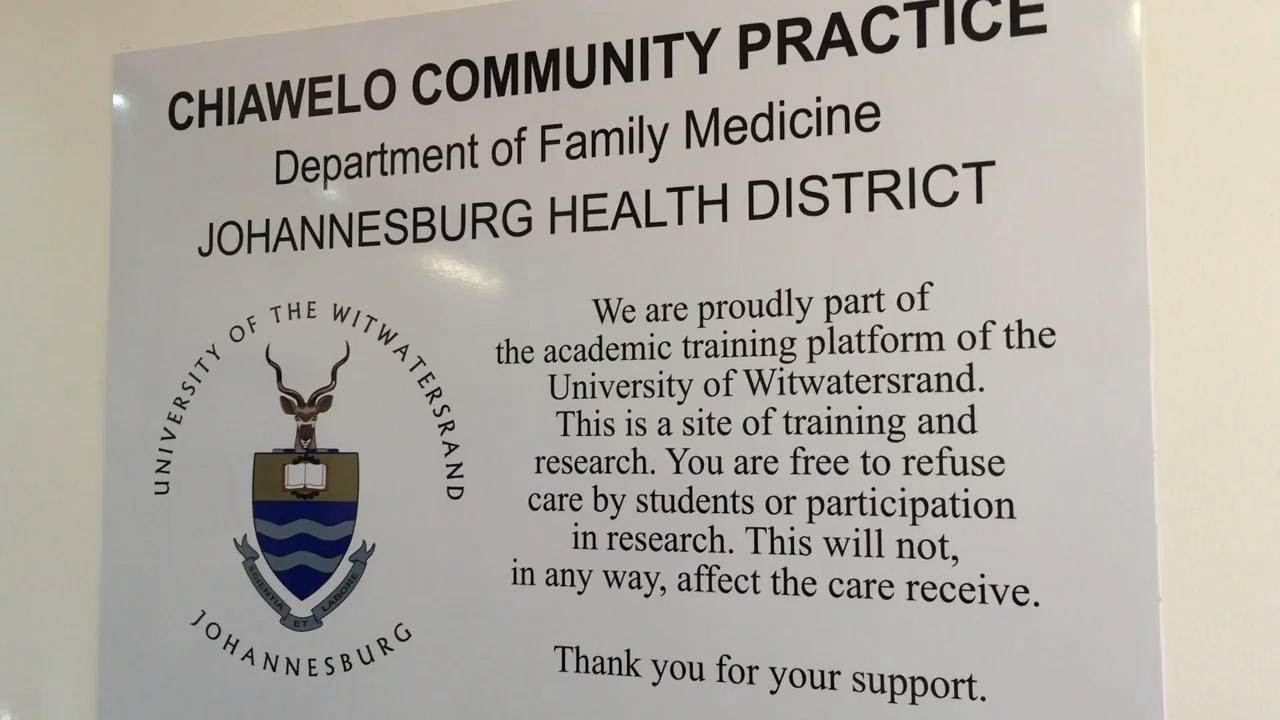 CHIAWELO COMMUNITY PRACTICE
Department of Family Medicine
JOHANNESBURG HEALTH DISTRICT
UNIVERSITY OF THE WITWATERSRAND
SCIENTIA ET LABORE
JOHANNESBURG
We are proudly part of
the academic training platform of the
University of Witwatersrand.
This is a site of training and
research. You are free to refuse
care by students or participation
in research. This will not,
in any way, affect the care receive.
Thank you for your support.